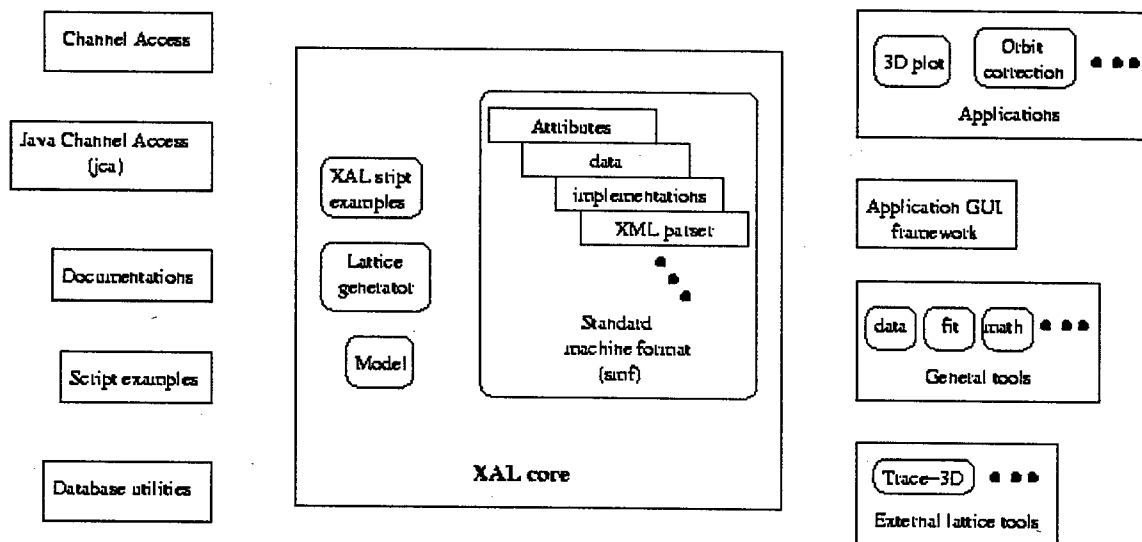 Channel Access
Java Channel Access
(jca)
Documentations
Script examples
Database utilities
XAL stipt
examples
Lattice
generator
Model
Attributes
data
implementations
XML parser
Standard
machine format
(smf)
XAL core
3D plot
Orbit
correction
Applications
Application GUI
framework
data
fit
math
General tools
Trace-3D
External lattice tools